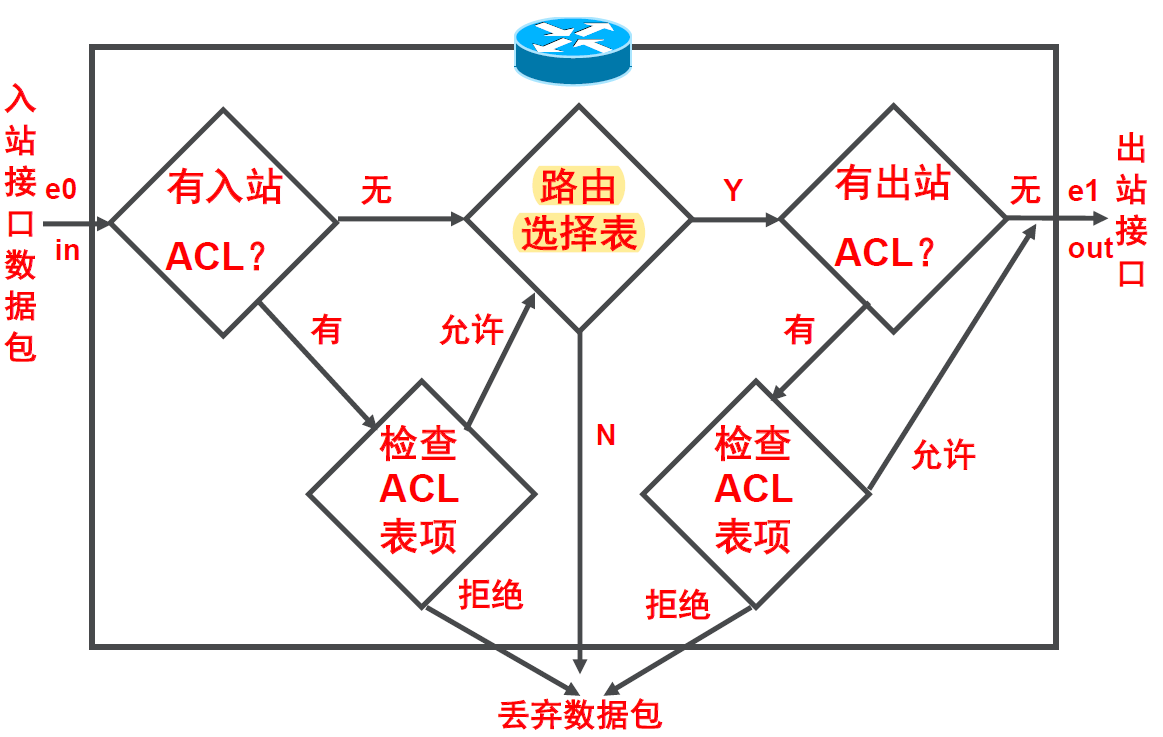 入站接口数据包
e0
in
有入站
ACL？
无
路由
选择表
Y
有出站
ACL？
无
e1
out
出站接口
有
允许
有
允许
N
检查
ACL
表项
检查
ACL
表项
拒绝
拒绝
丢弃数据包